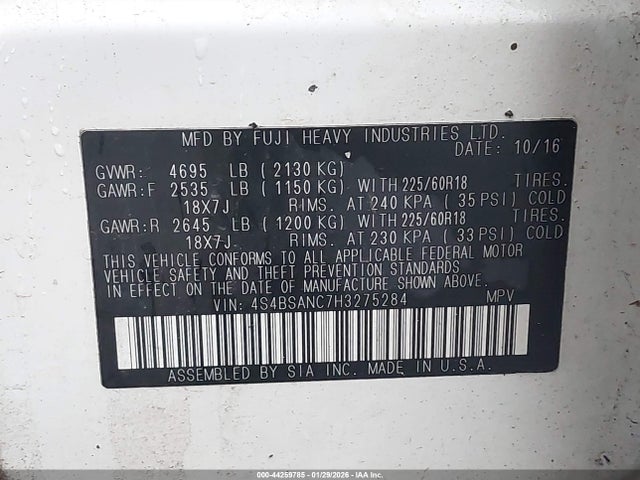 MFD BY FUJI HEAVY INDUSTRIES LTD.
DATE: 10/16
GVWR: 4695 LB (2130 KG)
GAWR:F 2535 LB (1150 KG) WITH 225/60R18 TIRES.
18X7J RIMS. AT 240 KPA (35 PSI) COLD
GAWR:R 2645 LB (1200 KG) WITH 225/60R18 TIRES.
18X7J RIMS. AT 230 KPA (33 PSI) COLD
THIS VEHICLE CONFORMS TO ALL APPLICABLE FEDERAL MOTOR
VEHICLE SAFETY AND THEFT PREVENTION STANDARDS
IN EFFECT ON THE DATE OF MANUFACTURE SHOWN ABOVE.
VIN: 4S4BSANC7H3275284 MPV
ASSEMBLED BY SIA INC. MADE IN U.S.A.
000-44259785 - 01/29/2026 - IAA Inc.